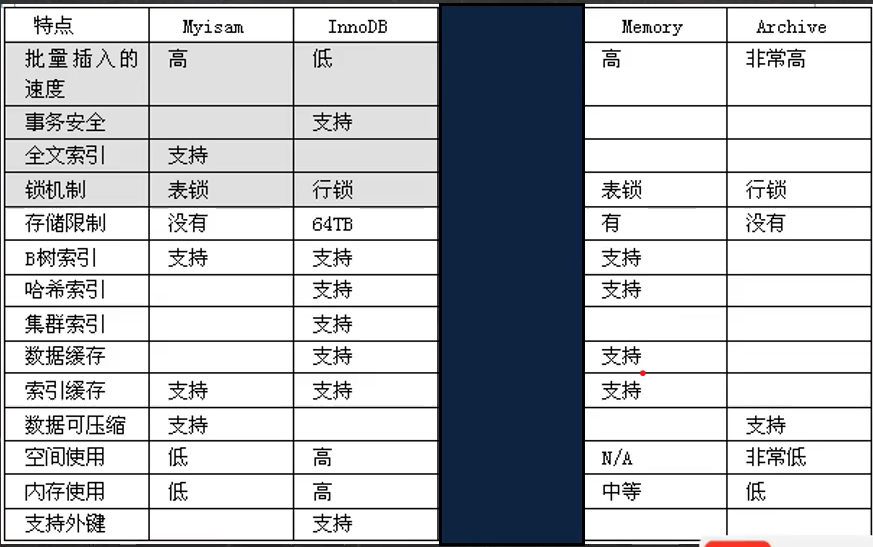 特点 Myisam InnoDB Memory Archive
批量插入的 高 低 高 非常高
速度
事务安全 支持
全文索引 支持
锁机制 表锁 行锁 表锁 行锁
存储限制 没有 64TB 有 没有
B树索引 支持 支持 支持
哈希索引 支持 支持
集群索引 支持
数据缓存 支持 支持
索引缓存 支持 支持 支持
数据可压缩 支持 支持
空间使用 低 高 N/A 非常低
内存使用 低 高 中等 低
支持外键 支持